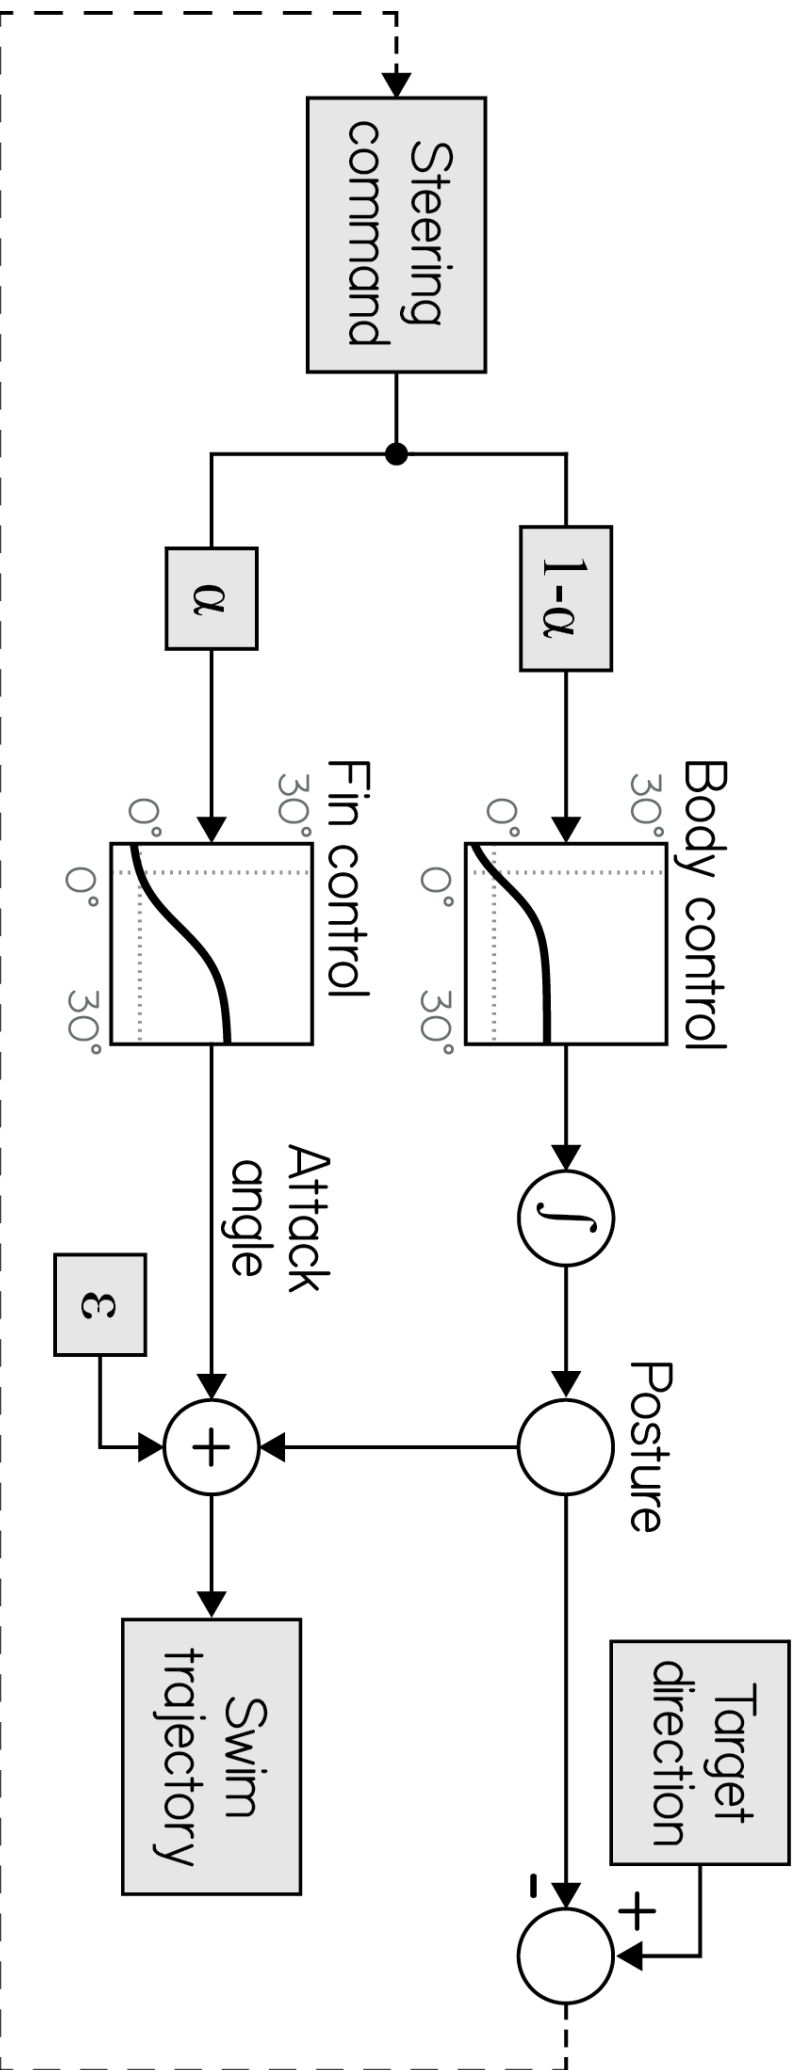 Steering
command
1-α
α
Body control
30°
0°
0°
30°
Fin control
30°
0°
0°
30°
∫
Attack
angle
ε
Posture
+
Swim
trajectory
Target
direction
+
-